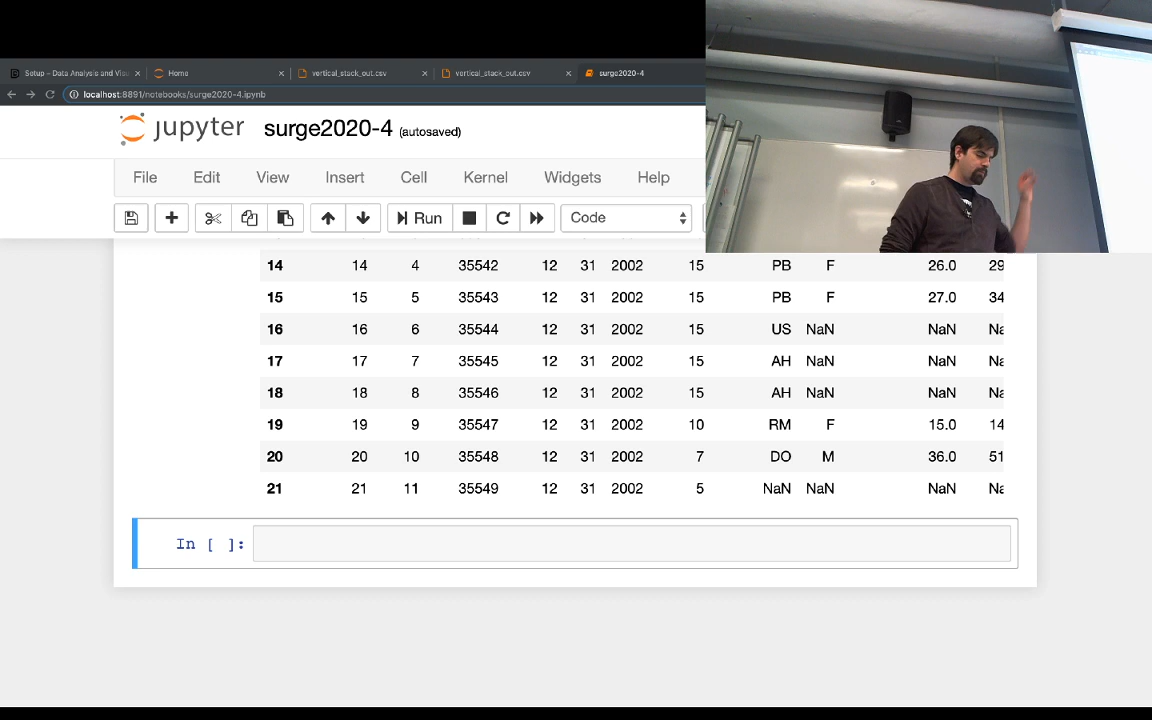 Setup – Data Analysis and Visu
Home
vertical_stack_out.csv
vertical_stack_out.csv
surge2020-4
localhost:8891/notebooks/surge2020-4.ipynb
jupyter surge2020-4 (autosaved)
File Edit View Insert Cell Kernel Widgets Help
Run Code
14 14 4 35542 12 31 2002 15 PB F 26.0 29
15 15 5 35543 12 31 2002 15 PB F 27.0 34
16 16 6 35544 12 31 2002 15 US NaN NaN Na
17 17 7 35545 12 31 2002 15 AH NaN NaN Na
18 18 8 35546 12 31 2002 15 AH NaN NaN Na
19 19 9 35547 12 31 2002 10 RM F 15.0 14
20 20 10 35548 12 31 2002 7 DO M 36.0 51
21 21 11 35549 12 31 2002 5 NaN NaN NaN Na
In [ ]: